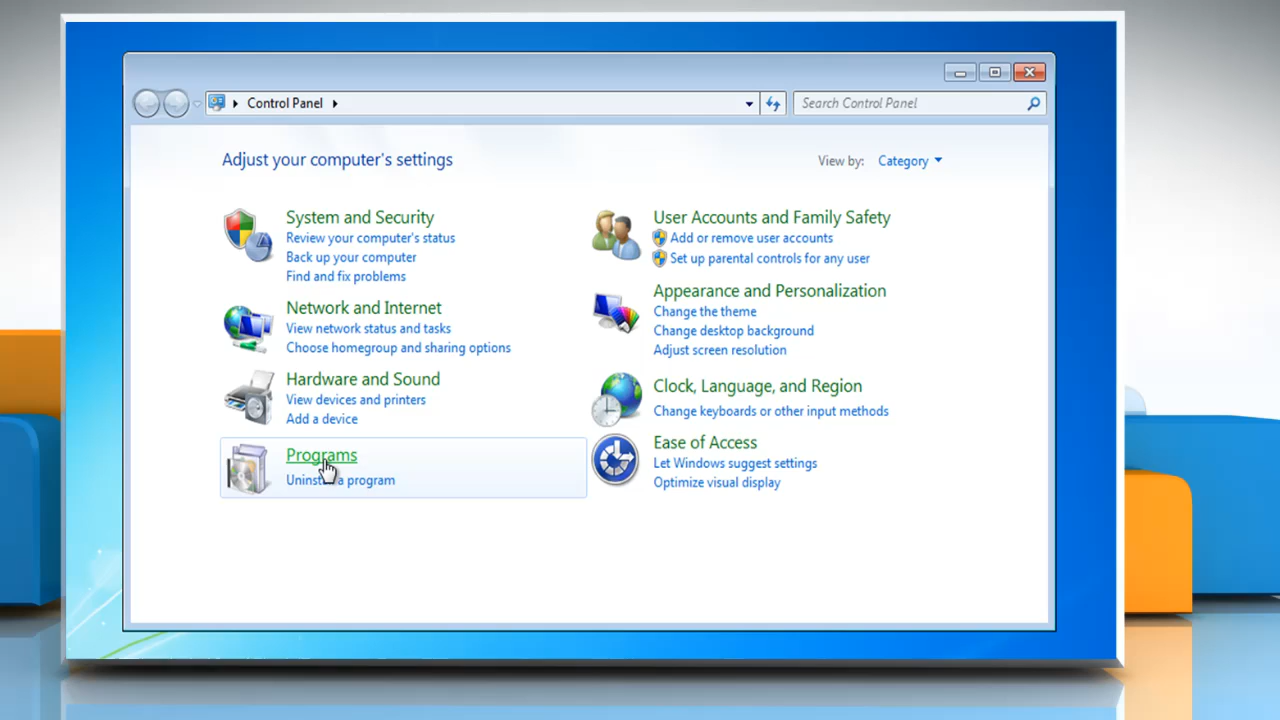 Control Panel
Search Control Panel
Adjust your computer's settings
View by: Category
System and Security
Review your computer's status
Back up your computer
Find and fix problems
Network and Internet
View network status and tasks
Choose homegroup and sharing options
Hardware and Sound
View devices and printers
Add a device
Programs
Uninstall a program
User Accounts and Family Safety
Add or remove user accounts
Set up parental controls for any user
Appearance and Personalization
Change the theme
Change desktop background
Adjust screen resolution
Clock, Language, and Region
Change keyboards or other input methods
Ease of Access
Let Windows suggest settings
Optimize visual display